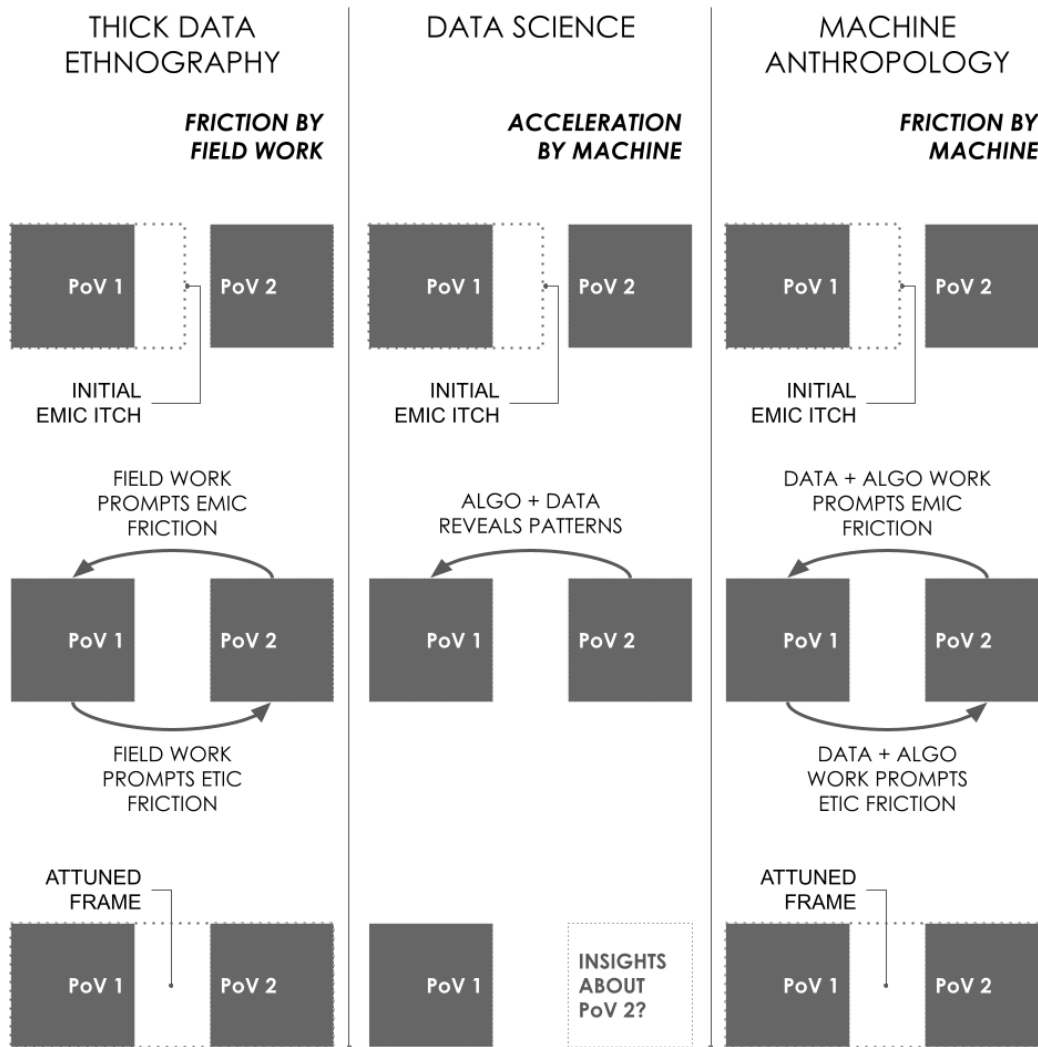 THICK DATA
ETHNOGRAPHY
FRICTION BY
FIELD WORK
PoV 1
PoV 2
INITIAL
EMIC ITCH
FIELD WORK
PROMPTS EMIC
FRICTION
PoV 1
PoV 2
FIELD WORK
PROMPTS ETIC
FRICTION
ATTUNED
FRAME
PoV 1
PoV 2
DATA SCIENCE
ACCELERATION
BY MACHINE
PoV 1
PoV 2
INITIAL
EMIC ITCH
ALGO + DATA
REVEALS PATTERNS
PoV 1
PoV 2
PoV 1
INSIGHTS
ABOUT
PoV 2?
MACHINE
ANTHROPOLOGY
FRICTION BY
MACHINE
PoV 1
PoV 2
INITIAL
EMIC ITCH
DATA + ALGO WORK
PROMPTS EMIC
FRICTION
PoV 1
PoV 2
DATA + ALGO
WORK PROMPTS
ETIC FRICTION
ATTUNED
FRAME
PoV 1
PoV 2